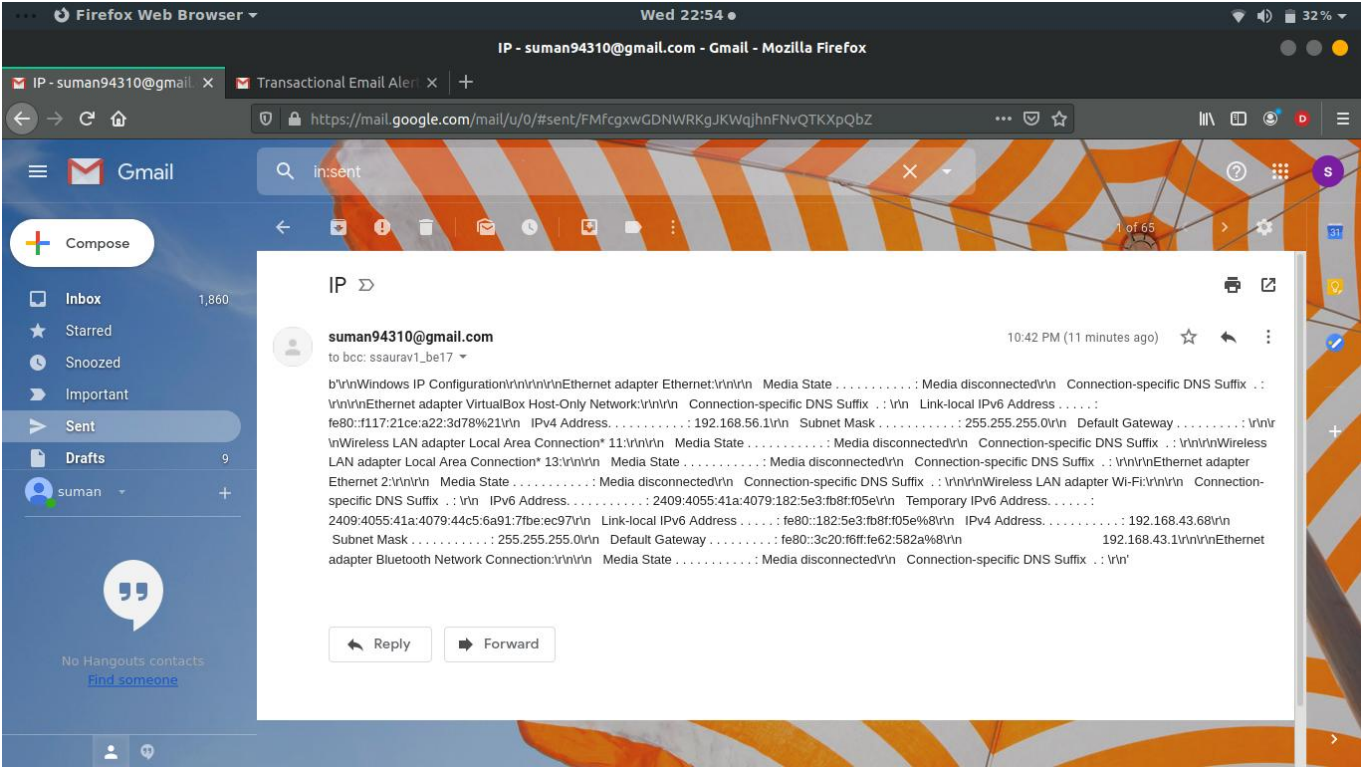 Firefox Web Browser
Wed 22:54
32%
IP - suman94310@gmail.com - Gmail - Mozilla Firefox
IP - suman94310@gmail.
Transactional Email Aler
https://mail.google.com/mail/u/0/#sent/FMfcgxwGDNWRKgJKWqjhnFNvQTKXpQbZ
D
Gmail
in:sent
S
Compose
1 of 65
31
IP
Inbox 1,860
Starred
Snoozed
Important
Sent
Drafts 9
suman
suman94310@gmail.com
10:42 PM (11 minutes ago)
to bcc: ssaurav1_be17
b'\r\nWindows IP Configuration\r\n\r\n\r\nEthernet adapter Ethernet:\r\n\r\n Media State . . . . . . . . . . . : Media disconnected\r\n Connection-specific DNS Suffix . :
\r\n\r\nEthernet adapter VirtualBox Host-Only Network:\r\n\r\n Connection-specific DNS Suffix . : \r\n Link-local IPv6 Address . . . . . :
fe80::f117:21ce:a22:3d78%21\r\n IPv4 Address. . . . . . . . . . . : 192.168.56.1\r\n Subnet Mask . . . . . . . . . . . : 255.255.255.0\r\n Default Gateway . . . . . . . . . : \r\n\r
\nWireless LAN adapter Local Area Connection* 11:\r\n\r\n Media State . . . . . . . . . . . : Media disconnected\r\n Connection-specific DNS Suffix . : \r\n\r\nWireless
LAN adapter Local Area Connection* 13:\r\n\r\n Media State . . . . . . . . . . . : Media disconnected\r\n Connection-specific DNS Suffix . : \r\n\r\nEthernet adapter
Ethernet 2:\r\n\r\n Media State . . . . . . . . . . . : Media disconnected\r\n Connection-specific DNS Suffix . : \r\n\r\nWireless LAN adapter Wi-Fi:\r\n\r\n Connection-
specific DNS Suffix . : \r\n IPv6 Address. . . . . . . . . . . : 2409:4055:41a:4079:182:5e3:fb8f:f05e\r\n Temporary IPv6 Address. . . . . . :
2409:4055:41a:4079:44c5:6a91:7fbe:ec97\r\n Link-local IPv6 Address . . . . . : fe80::182:5e3:fb8f:f05e%8\r\n IPv4 Address. . . . . . . . . . . : 192.168.43.68\r\n
Subnet Mask . . . . . . . . . . . : 255.255.255.0\r\n Default Gateway . . . . . . . . . : fe80::3c20:f6ff:fe62:582a%8\r\n 192.168.43.1\r\n\r\nEthernet
adapter Bluetooth Network Connection:\r\n\r\n Media State . . . . . . . . . . . : Media disconnected\r\n Connection-specific DNS Suffix . : \r\n'
Reply
Forward
No Hangouts contacts
Find someone